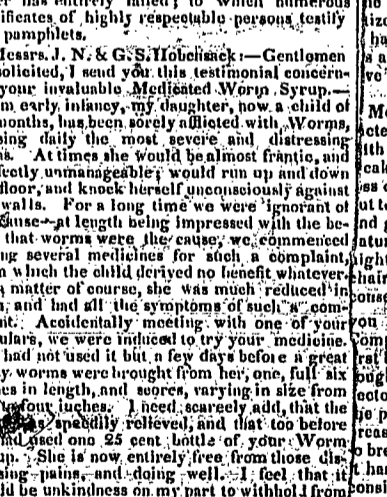 to which numerous
ificates of highly respectable persons testify
pamphlets.
Messrs. J. N. & G. S. Hobensack:—Gentlemen
solicited, I send you this testimonial concern-
your invaluable Medicated Worm Syrup.—
m early infancy, my daughter, now a child of
months, has been sorely afflicted with Worms,
sing daily the most severe and distressing
ns. At times she would be almost frantic, and
fectly unmanageable; would run up and down
floor, and knock herself unconsciously against
walls. For a long time we were ignorant of
cause—at length being impressed with the be-
that worms were the cause, we commenced
ng several medicines for such a complaint,
m which the child derived no benefit whatever.
a matter of course, she was much reduced in
h, and had all the symptoms of such a com-
nt. Accidentally meeting with one of your
ulars, we were induced to try your medicine.
had not used it but a few days before a great
y worms were brought from her, one, full six
es in length, and scores, varying in size from
four inches. I need scarcely add, that the
speedily relieved, and that too before
had used one 25 cent bottle of your Worm
up. She is now entirely free from those dis-
sing pains, and doing well. I feel that it
ld be unkindness on my part to withhold from